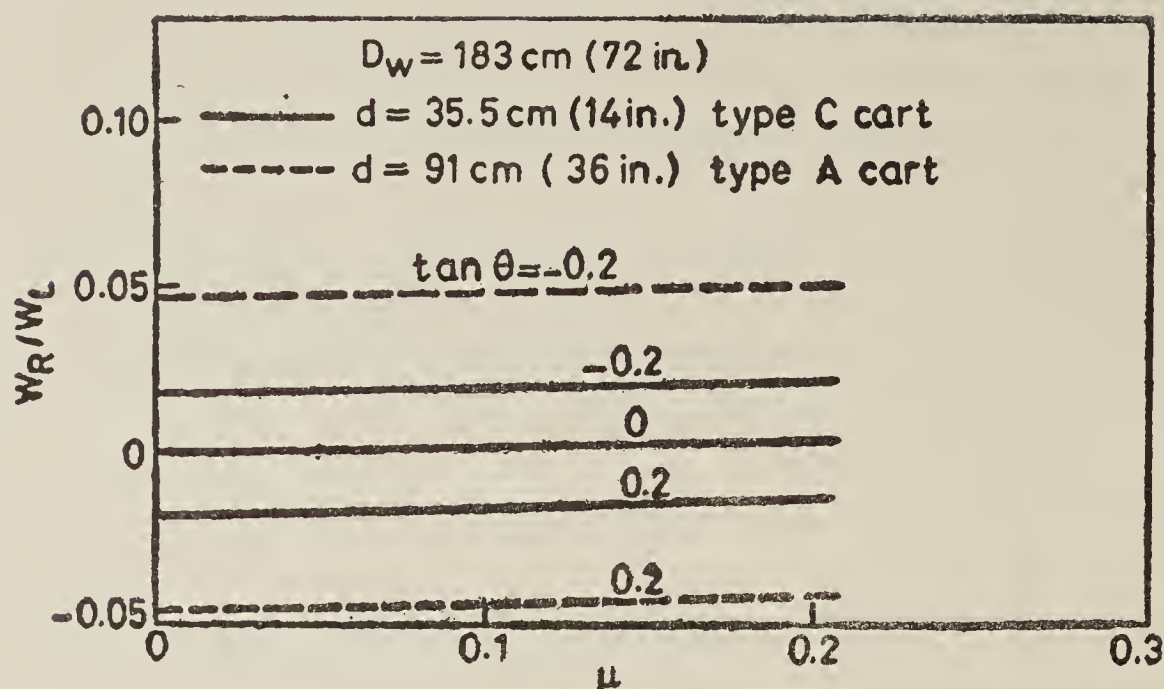 D_W = 183 cm (72 in.)
d = 35.5 cm (14 in.) type C cart
d = 91 cm ( 36 in.) type A cart
0.10
0.05
0
-0.05
W_R/W_L
tan θ=-0.2
-0.2
0
0.2
0.2
0
0.1
0.2
0.3
μ